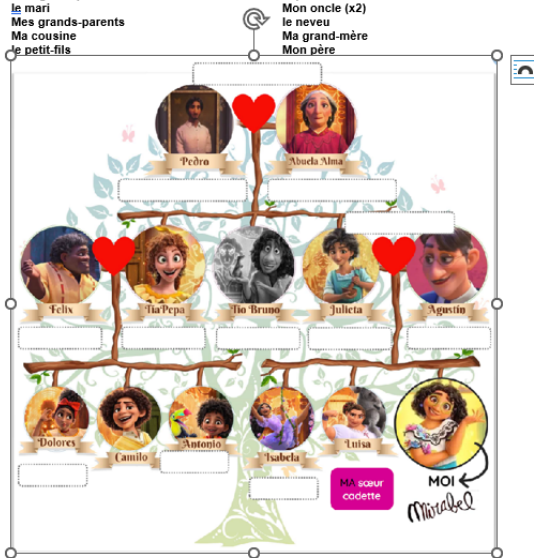 le mari
Mes grands-parents
Ma cousine
le petit-fils
Mon oncle (x2)
le neveu
Ma grand-mère
Mon père
Pedro
Abuela Alma
Felix
Tia Pepa
Tio Bruno
Julieta
Agustín
Dolores
Camilo
Antonio
Isabela
Luisa
MA sœur
cadette
MOI
Mirabel